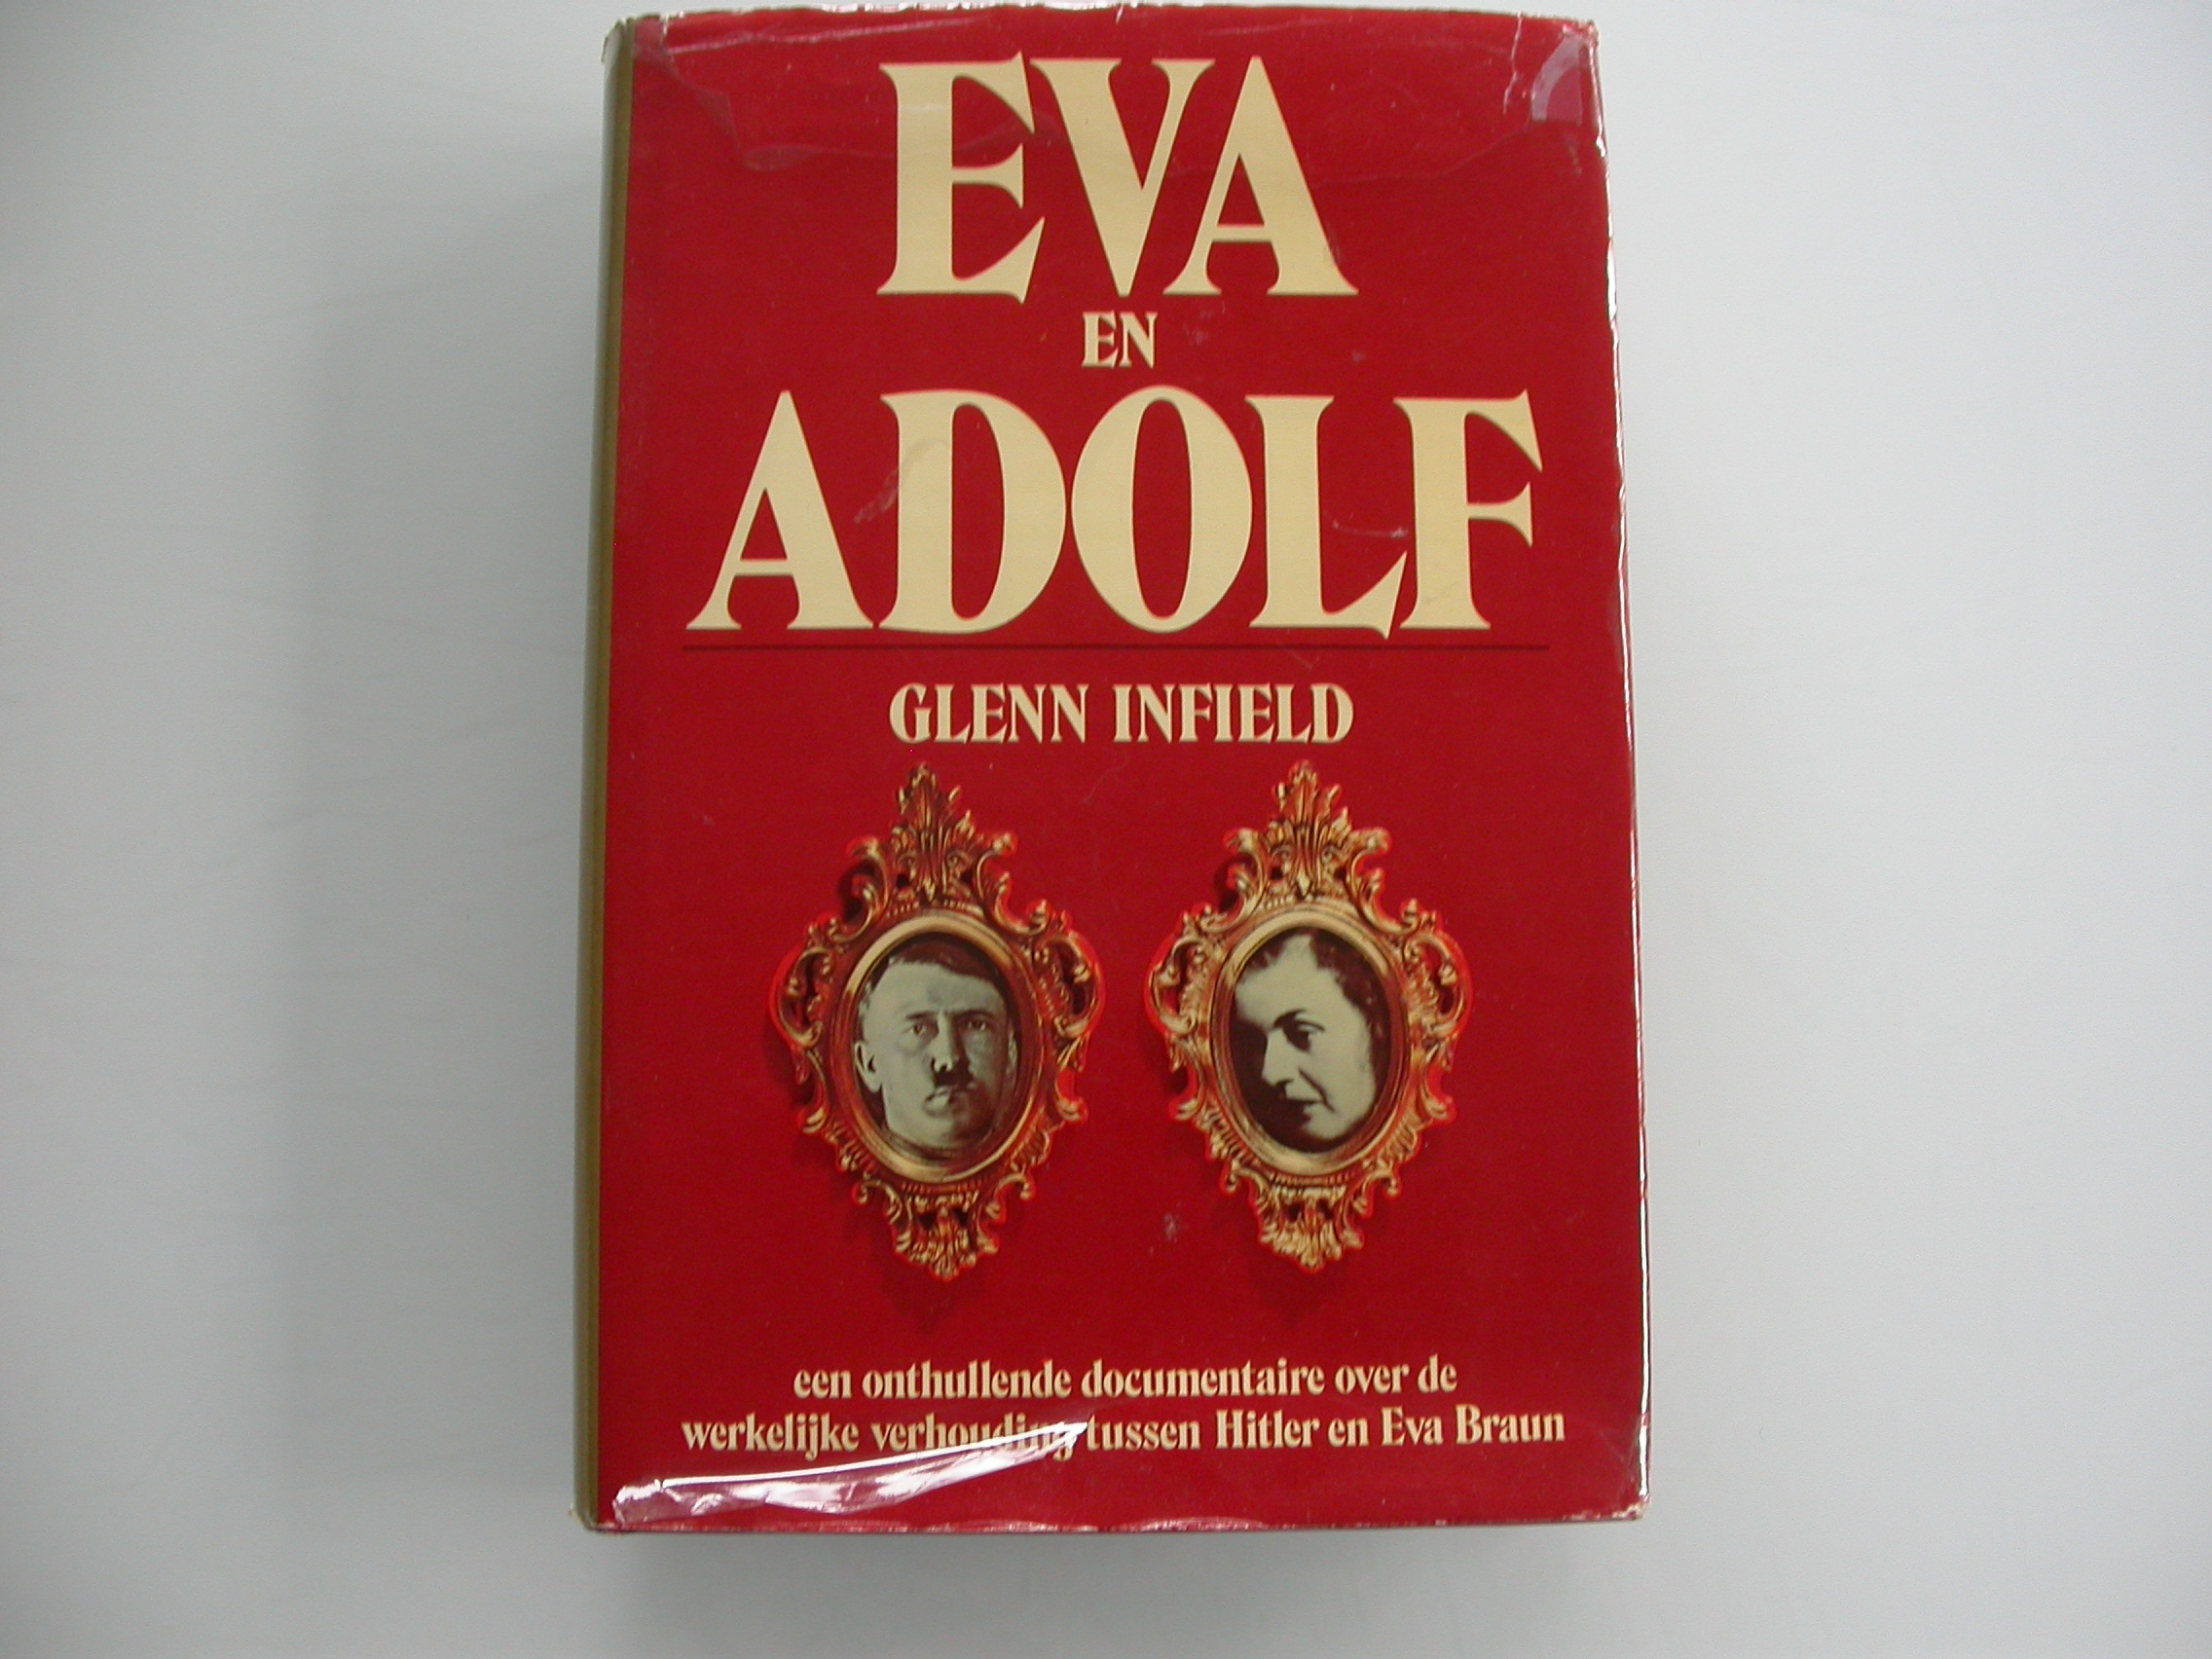 EVA
EN
ADOLF
GLENN INFIELD
een onthullende documentaire over de
werkelijke verhouding tussen Hitler en Eva Braun